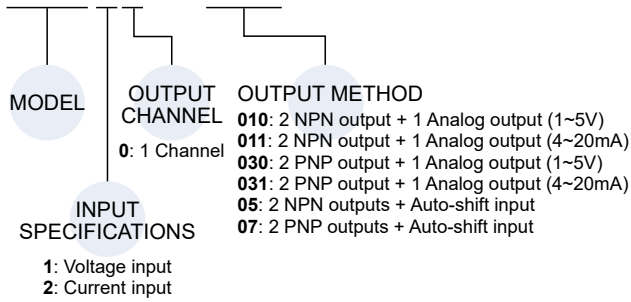 MODEL
OUTPUT
CHANNEL
0: 1 Channel
OUTPUT METHOD
010: 2 NPN output + 1 Analog output (1~5V)
011: 2 NPN output + 1 Analog output (4~20mA)
030: 2 PNP output + 1 Analog output (1~5V)
031: 2 PNP output + 1 Analog output (4~20mA)
05: 2 NPN outputs + Auto-shift input
07: 2 PNP outputs + Auto-shift input
INPUT
SPECIFICATIONS
1: Voltage input
2: Current input